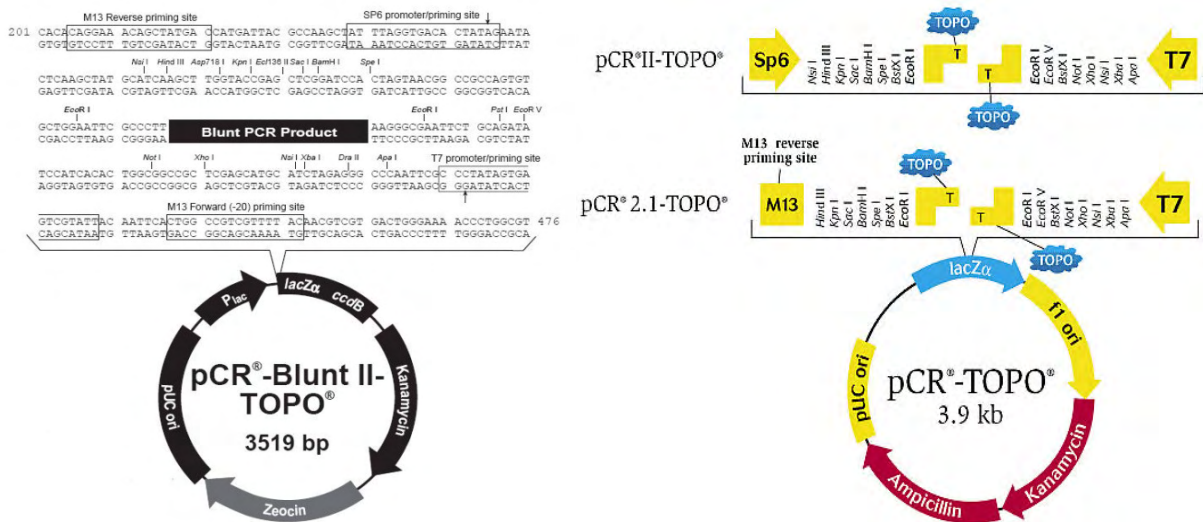 M13 Reverse priming site
SP6 promoter/priming site
201 CACACAGGAA ACAGCTATGA CCATGATTAC GCCAAGCTAT TTAGGTGACA CTATAGAATA
Nsi I Hind III Asp718 I Kpn I Ecl136 II Sac I BamH I Spe I
CTCAAGCTAT GCATCAAGCT TGGTACCGAG CTCGGATCCA CTAGTAACGG CCGCCAGTGT
GAGTTCGATA CGTAGTTCGA ACCATGGCTC GAGCCTAGGT GATCATTGCC GGCGGTCACA
EcoR I EcoR I Pst I EcoR V
GCTGGAATTC GCCCTT Blunt PCR Product AAGGGCGAATTCT GCAGATA
CGACCTTAAG CGGGAA TTCCCGCTTAAGA CGTCTAT
Not I Xho I Nsi I Xba I Dra II Apa I
T7 promoter/priming site
TCCATCACAC TGGCGGCCGC TCGAGCATGC ATCTAGAGGG CCCAATTCGC CCTATAGTGA
AGGTAGTGTG ACCGCCGGCG AGCTCGTACG TAGATCTCCC GGGTTAAGCG GGATATCACT
M13 Forward (-20) priming site
GTCGTATTAC AATTCACTGG CCGTCGTTTT ACAACGTCGT GACTGGGAAA ACCCTGGCGT 476
CAGCATAATG TTAAGTGACC GGCAGCAAAA TGTTGCAGCA CTGACCCTTT TGGGACCGCA
Plac
lacZα ccdB
Kanamycin
Zeocin
pUC ori
pCR®-Blunt II-
TOPO®
3519 bp
pCR®II-TOPO®
Sp6
Nsi I
Hind III
Kpn I
Sac I
BamH I
Spe I
BstX I
EcoR I
TOPO
T
T
TOPO
EcoR I
EcoR V
BstX I
Not I
Xho I
Nsi I
Xba I
Apa I
T7
M13 reverse
priming site
pCR®2.1-TOPO®
M13
Hind III
Kpn I
Sac I
BamH I
Spe I
BstX I
EcoR I
TOPO
T
T
TOPO
EcoR I
EcoR V
BstX I
Not I
Xho I
Nsi I
Xba I
Apa I
T7
lacZα
f1 ori
Kanamycin
Ampicillin
pUC ori
pCR®-TOPO®
3.9 kb